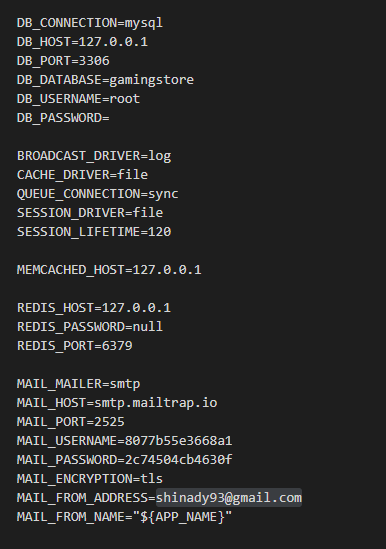 DB_CONNECTION=mysql
DB_HOST=127.0.0.1
DB_PORT=3306
DB_DATABASE=gamingstore
DB_USERNAME=root
DB_PASSWORD=
BROADCAST_DRIVER=log
CACHE_DRIVER=file
QUEUE_CONNECTION=sync
SESSION_DRIVER=file
SESSION_LIFETIME=120
MEMCACHED_HOST=127.0.0.1
REDIS_HOST=127.0.0.1
REDIS_PASSWORD=null
REDIS_PORT=6379
MAIL_MAILER=smtp
MAIL_HOST=smtp.mailtrap.io
MAIL_PORT=2525
MAIL_USERNAME=8077b55e3668a1
MAIL_PASSWORD=2c74504cb4630f
MAIL_ENCRYPTION=tls
MAIL_FROM_ADDRESS=shinady93@gmail.com
MAIL_FROM_NAME="${APP_NAME}"